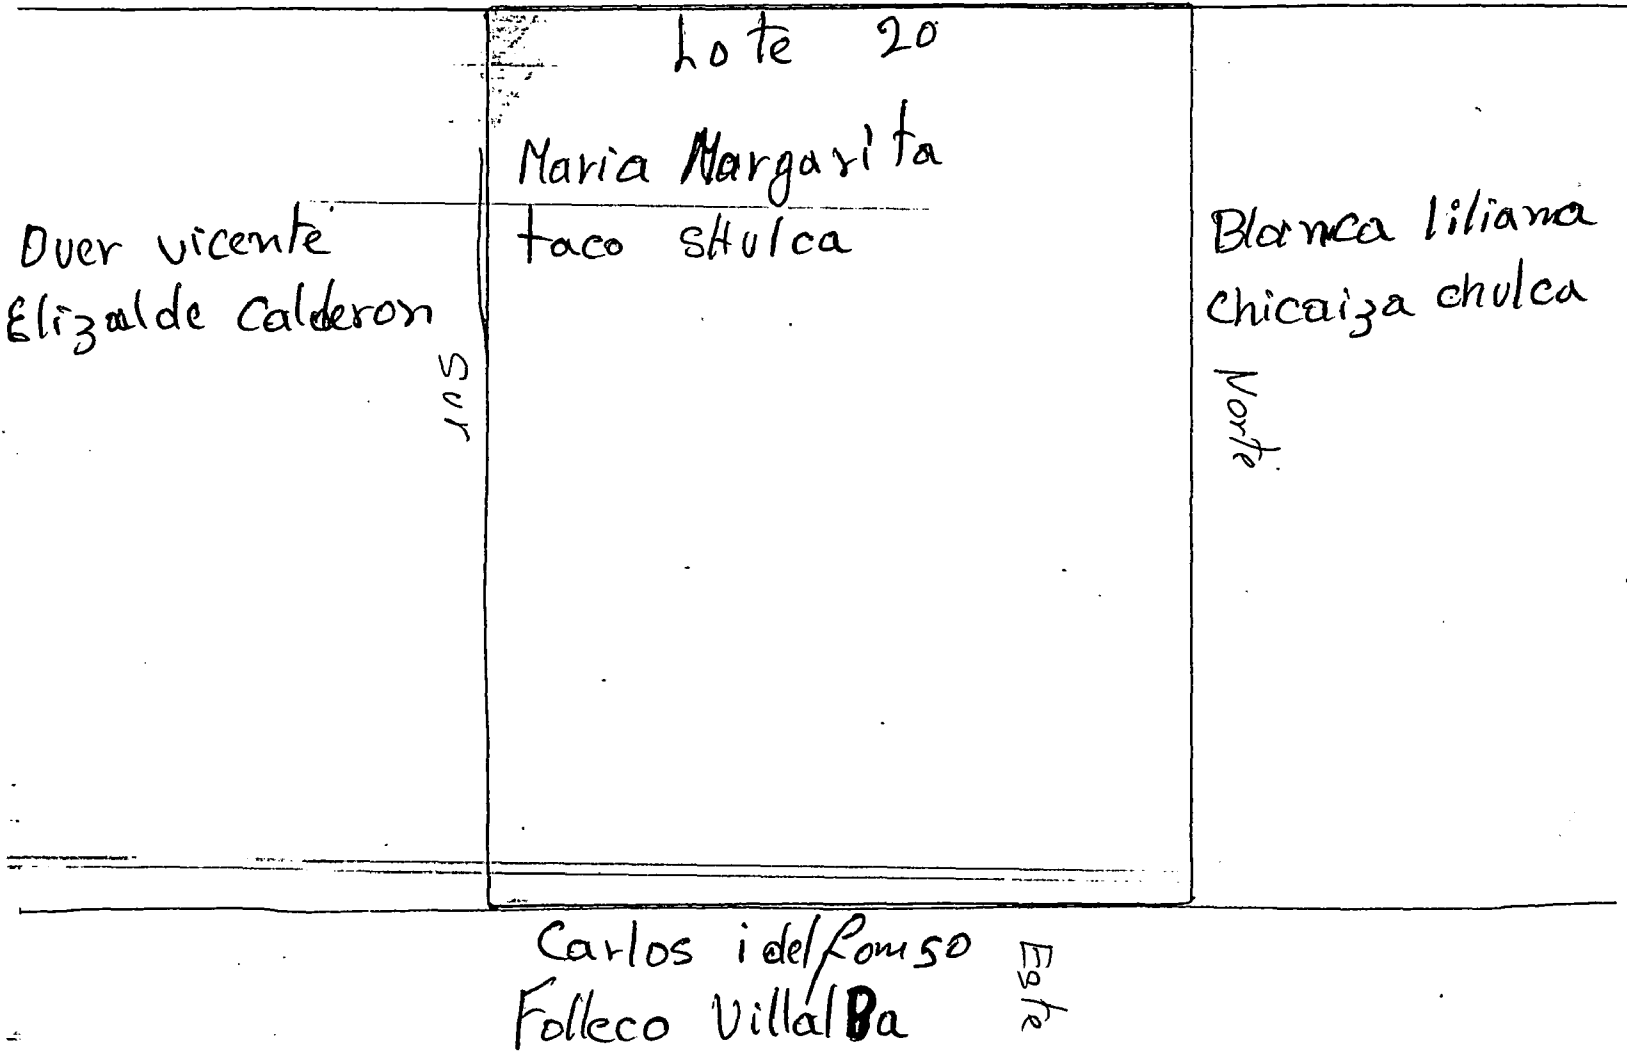 Lote 20
Maria Margarita
taco sHulca
Duer vicente
Elizalde Calderon
Sur
Blanca liliana
Chicaiza chulca
Norte
Carlos idelfonso
Folleco VillalBa
Este